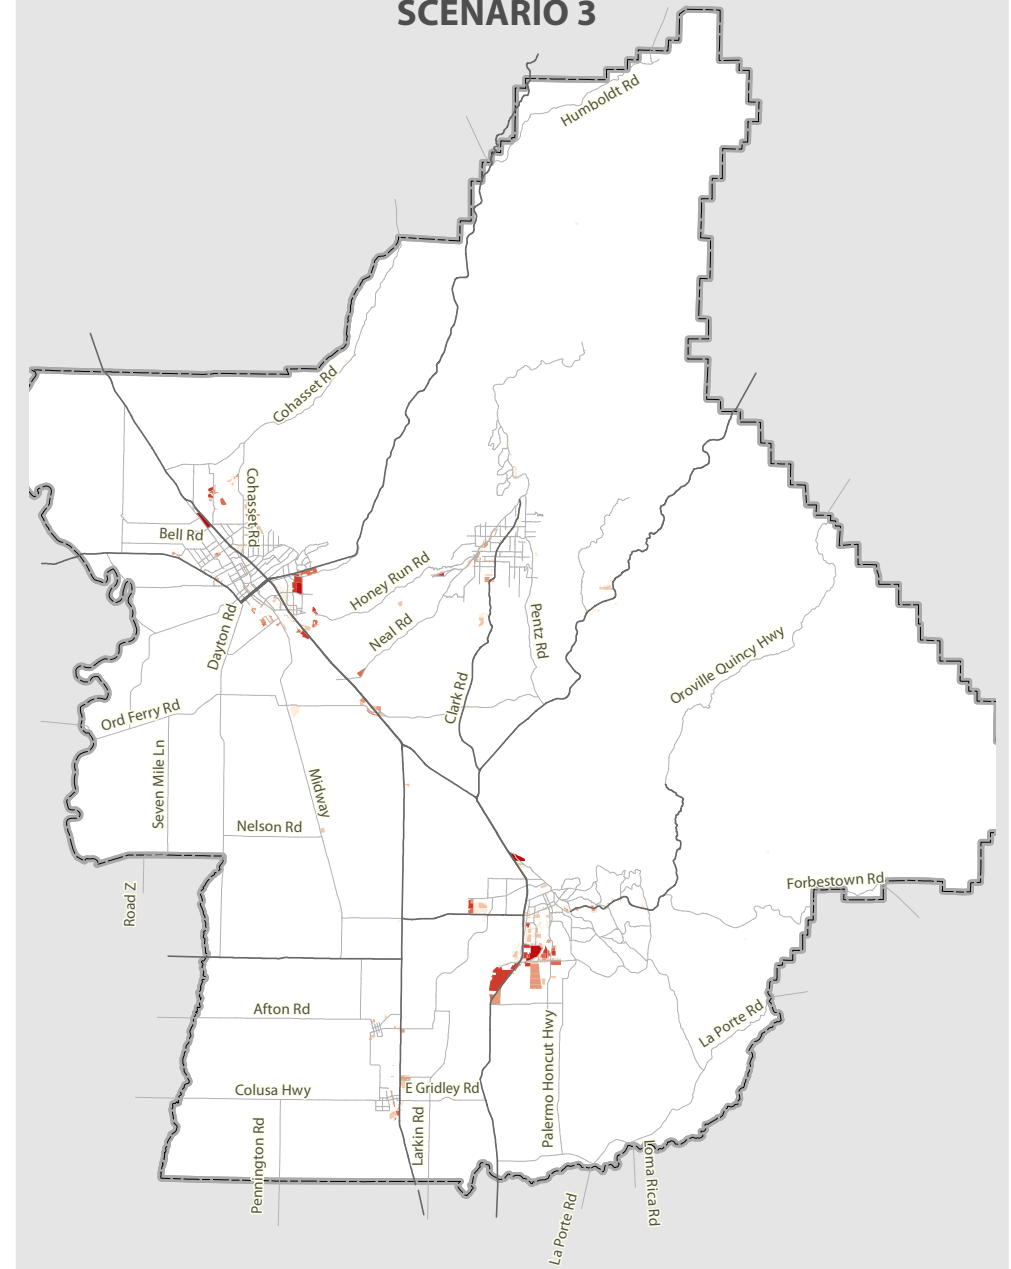 SCENARIO 3
Humboldt Rd
Cohasset Rd
Cohasset Rd
Bell Rd
Honey Run Rd
Neal Rd
Dayton Rd
Pentz Rd
Oroville Quincy Hwy
Clark Rd
Ord Ferry Rd
Seven Mile Ln
Midway
Nelson Rd
Road Z
Forbestown Rd
Afton Rd
La Porte Rd
Palermo Honcut Hwy
Colusa Hwy
E Gridley Rd
Larkin Rd
Pennington Rd
Loma Rica Rd
La Porte Rd